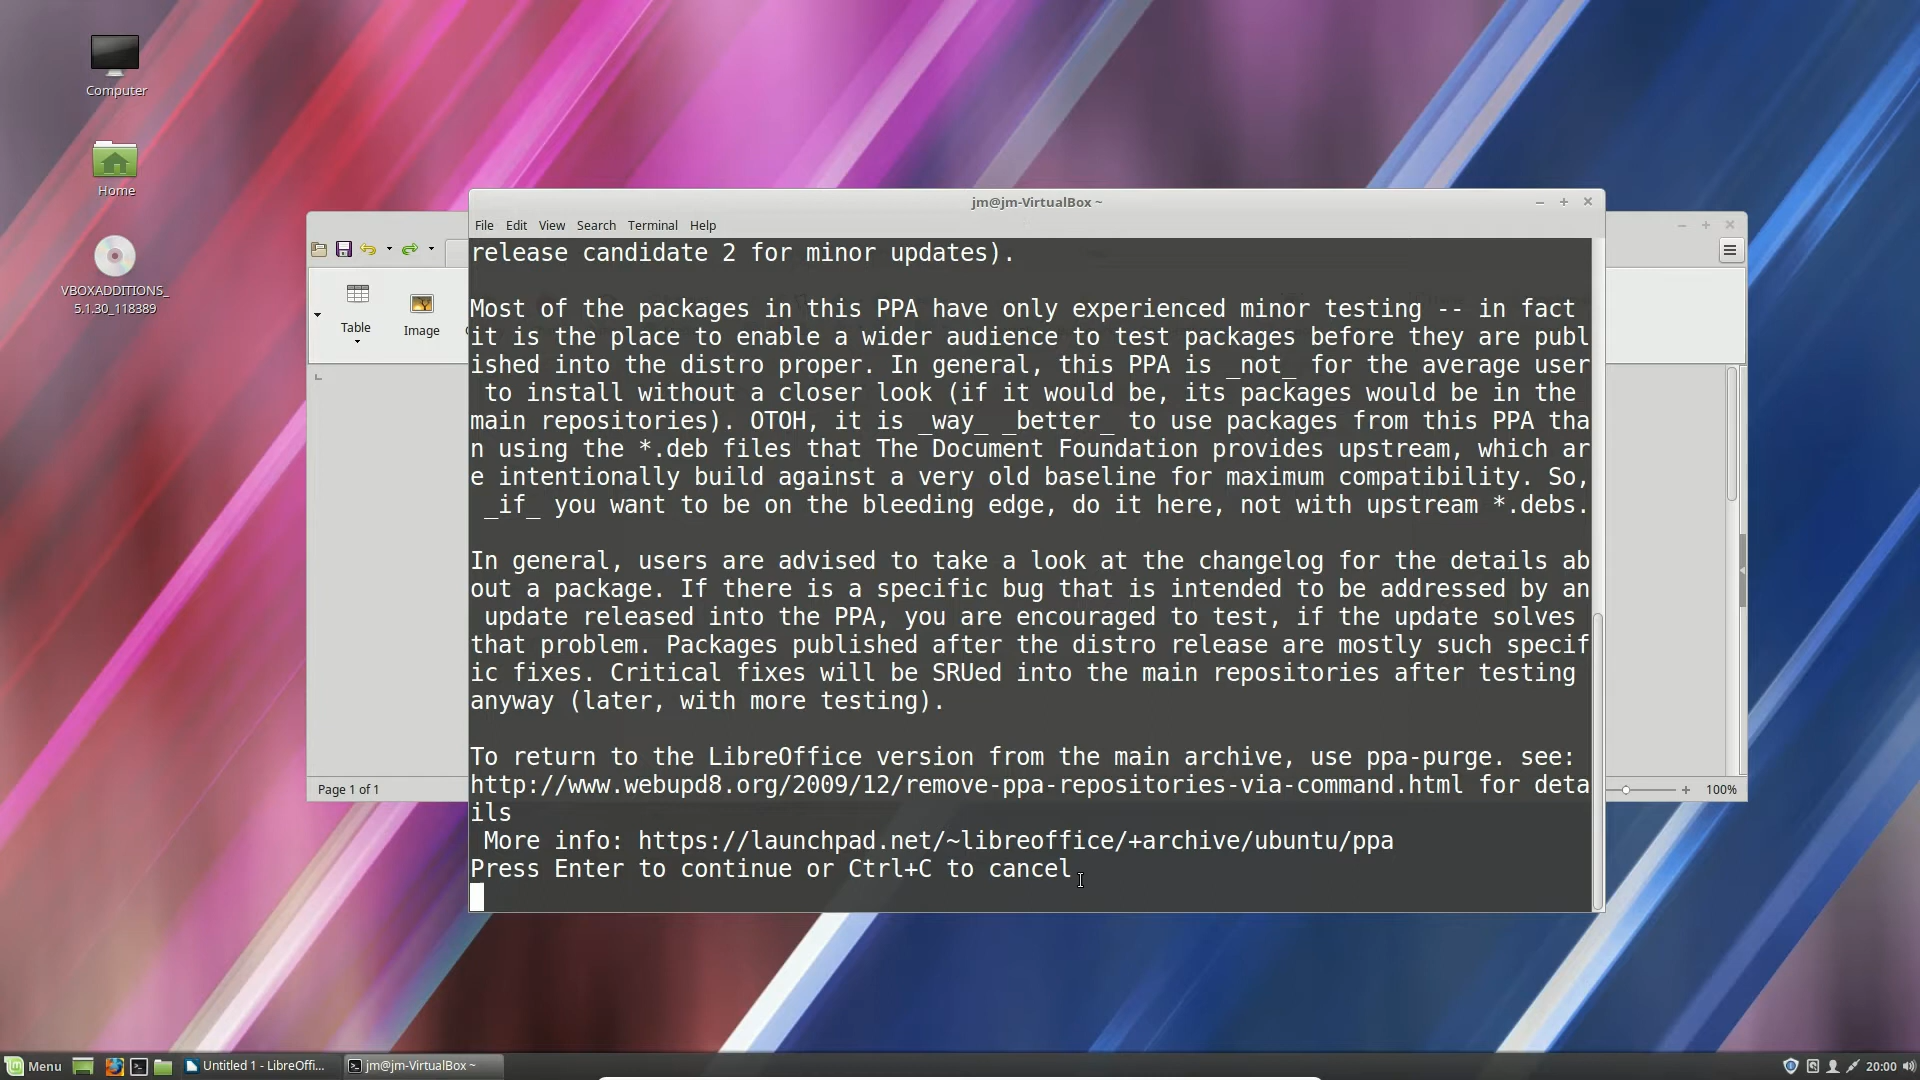 Computer
Home
VBOXADDITIONS_
5.1.30_118389
jm@jm-VirtualBox ~
File Edit View Search Terminal Help
release candidate 2 for minor updates).
Most of the packages in this PPA have only experienced minor testing -- in fact
it is the place to enable a wider audience to test packages before they are publ
ished into the distro proper. In general, this PPA is _not_ for the average user
to install without a closer look (if it would be, its packages would be in the
main repositories). OTOH, it is _way_ _better_ to use packages from this PPA tha
n using the *.deb files that The Document Foundation provides upstream, which ar
e intentionally build against a very old baseline for maximum compatibility. So,
_if_ you want to be on the bleeding edge, do it here, not with upstream *.debs.
In general, users are advised to take a look at the changelog for the details ab
out a package. If there is a specific bug that is intended to be addressed by an
update released into the PPA, you are encouraged to test, if the update solves
that problem. Packages published after the distro release are mostly such specif
ic fixes. Critical fixes will be SRUed into the main repositories after testing
anyway (later, with more testing).
To return to the LibreOffice version from the main archive, use ppa-purge. see:
http://www.webupd8.org/2009/12/remove-ppa-repositories-via-command.html for deta
ils
More info: https://launchpad.net/~libreoffice/+archive/ubuntu/ppa
Press Enter to continue or Ctrl+C to cancel
Table
Image
Page 1 of 1
100%
Menu
Untitled 1 - LibreOffi...
jm@jm-VirtualBox ~
20:00